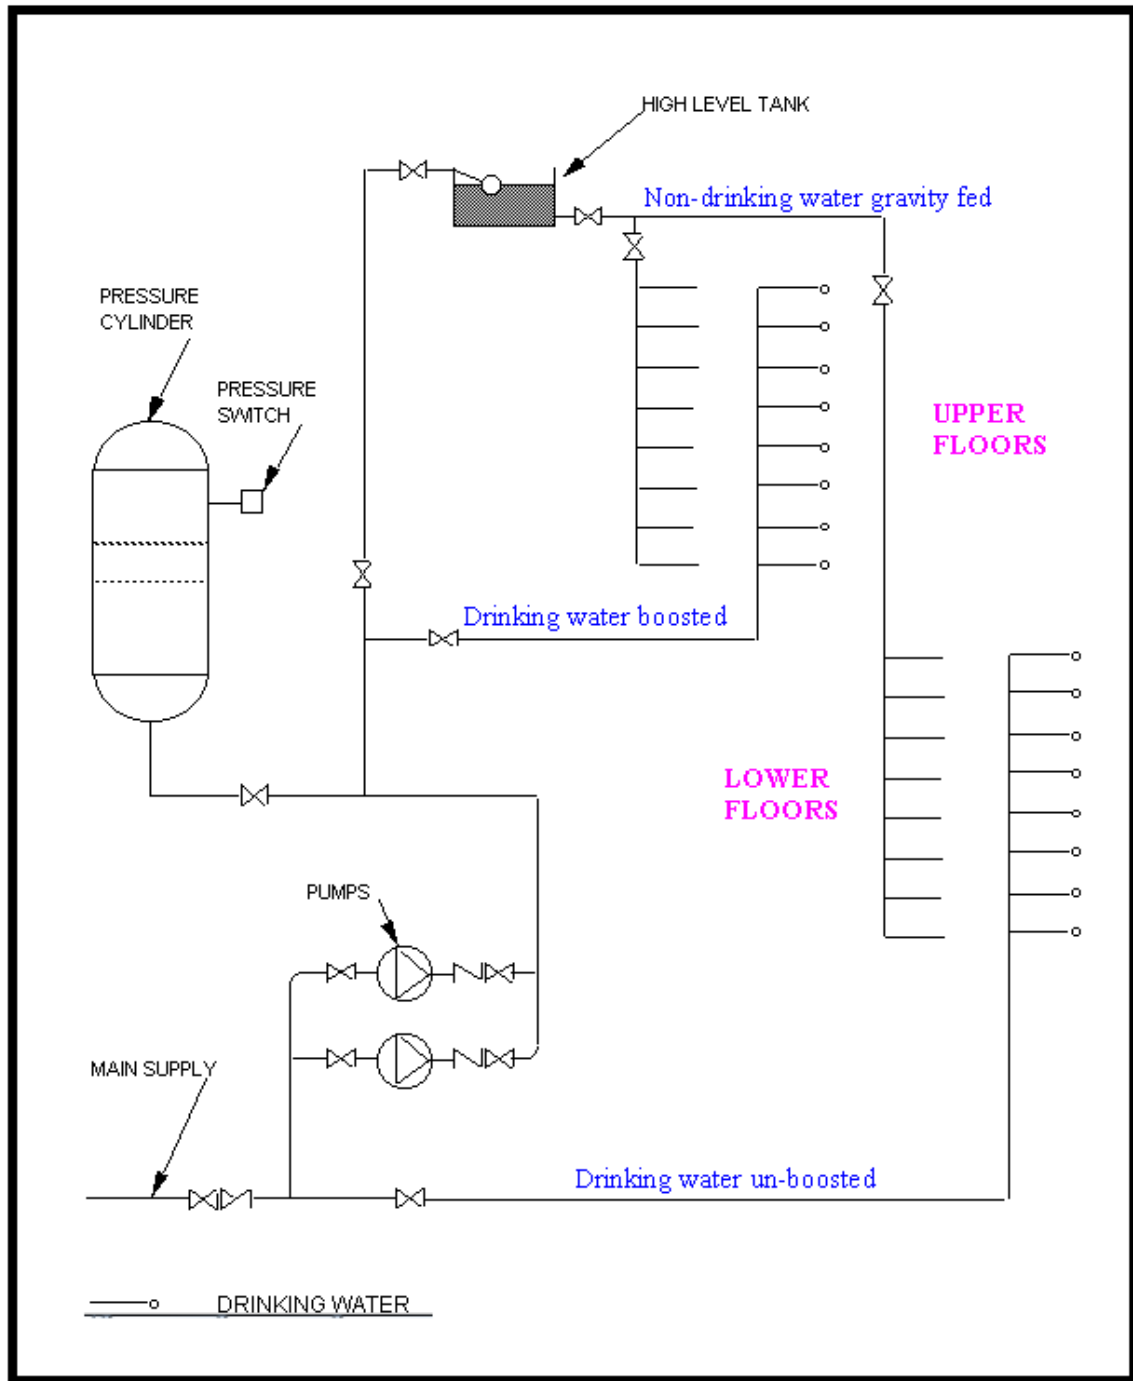 HIGH LEVEL TANK
Non-drinking water gravity fed
PRESSURE
CYLINDER
PRESSURE
SWITCH
UPPER
FLOORS
Drinking water boosted
LOWER
FLOORS
PUMPS
MAIN SUPPLY
Drinking water un-boosted
DRINKING WATER